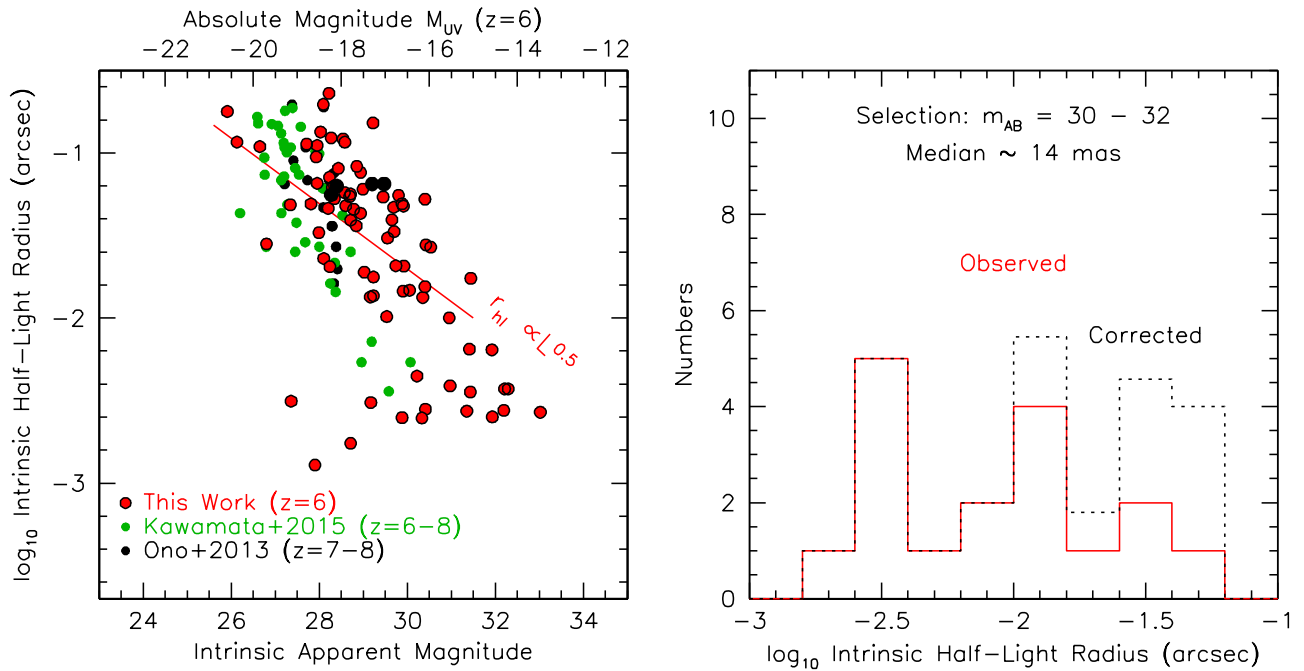 Absolute Magnitude M_UV (z=6)
−22 −20 −18 −16 −14 −12
−1
−2
−3
log₁₀ Intrinsic Half−Light Radius (arcsec)
r_hl ∝L^0.5
This Work (z=6)
Kawamata+2015 (z=6−8)
Ono+2013 (z=7−8)
24 26 28 30 32 34
Intrinsic Apparent Magnitude
Selection: m_AB = 30 − 32
Median ~ 14 mas
Observed
Corrected
10
8
6
4
2
0
Numbers
−3 −2.5 −2 −1.5 −1
log₁₀ Intrinsic Half−Light Radius (arcsec)